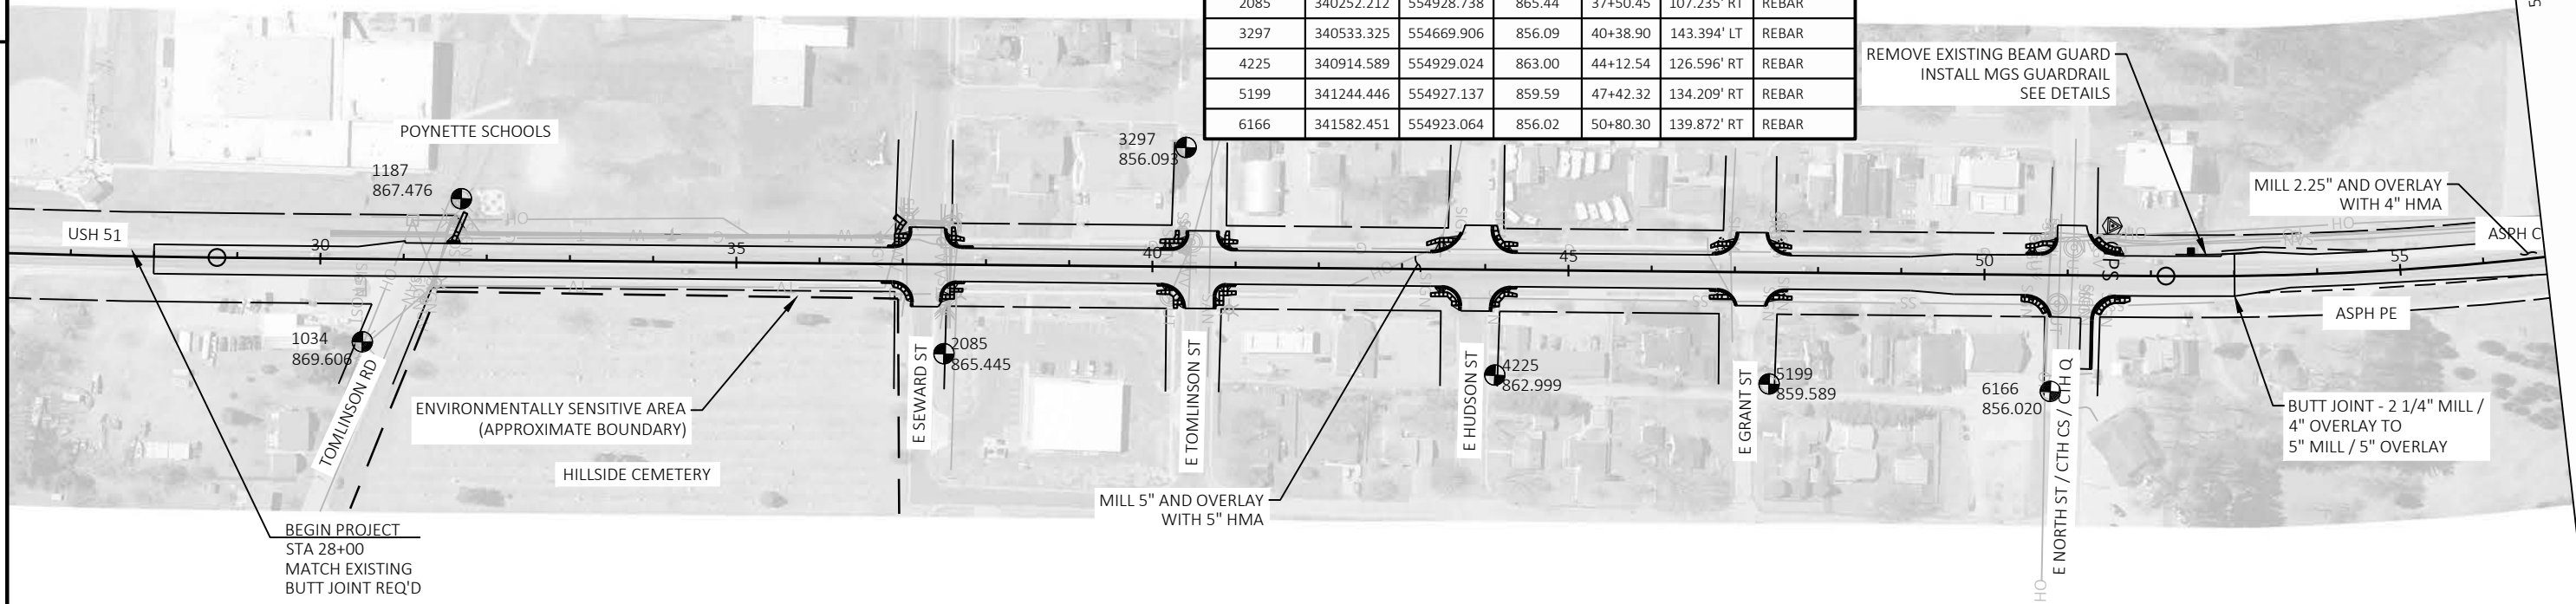 2085 340252.212 554928.738 865.44 37+50.45 107.235' RT REBAR
3297 340533.325 554669.906 856.09 40+38.90 143.394' LT REBAR
4225 340914.589 554929.024 863.00 44+12.54 126.596' RT REBAR
5199 341244.446 554927.137 859.59 47+42.32 134.209' RT REBAR
6166 341582.451 554923.064 856.02 50+80.30 139.872' RT REBAR
REMOVE EXISTING BEAM GUARD
INSTALL MGS GUARDRAIL
SEE DETAILS
POYNETTE SCHOOLS
1187
867.476
3297
856.093
MILL 2.25" AND OVERLAY
WITH 4" HMA
USH 51
30
35
40
45
50
55
ASPH C
ASPH PE
1034
869.606
TOMLINSON RD
ENVIRONMENTALLY SENSITIVE AREA
(APPROXIMATE BOUNDARY)
HILLSIDE CEMETERY
E SEWARD ST
2085
865.445
E TOMLINSON ST
E HUDSON ST
4225
862.999
E GRANT ST
5199
859.589
6166
856.020
E NORTH ST / CTH CS / CTH Q
BUTT JOINT - 2 1/4" MILL /
4" OVERLAY TO
5" MILL / 5" OVERLAY
MILL 5" AND OVERLAY
WITH 5" HMA
BEGIN PROJECT
STA 28+00
MATCH EXISTING
BUTT JOINT REQ'D